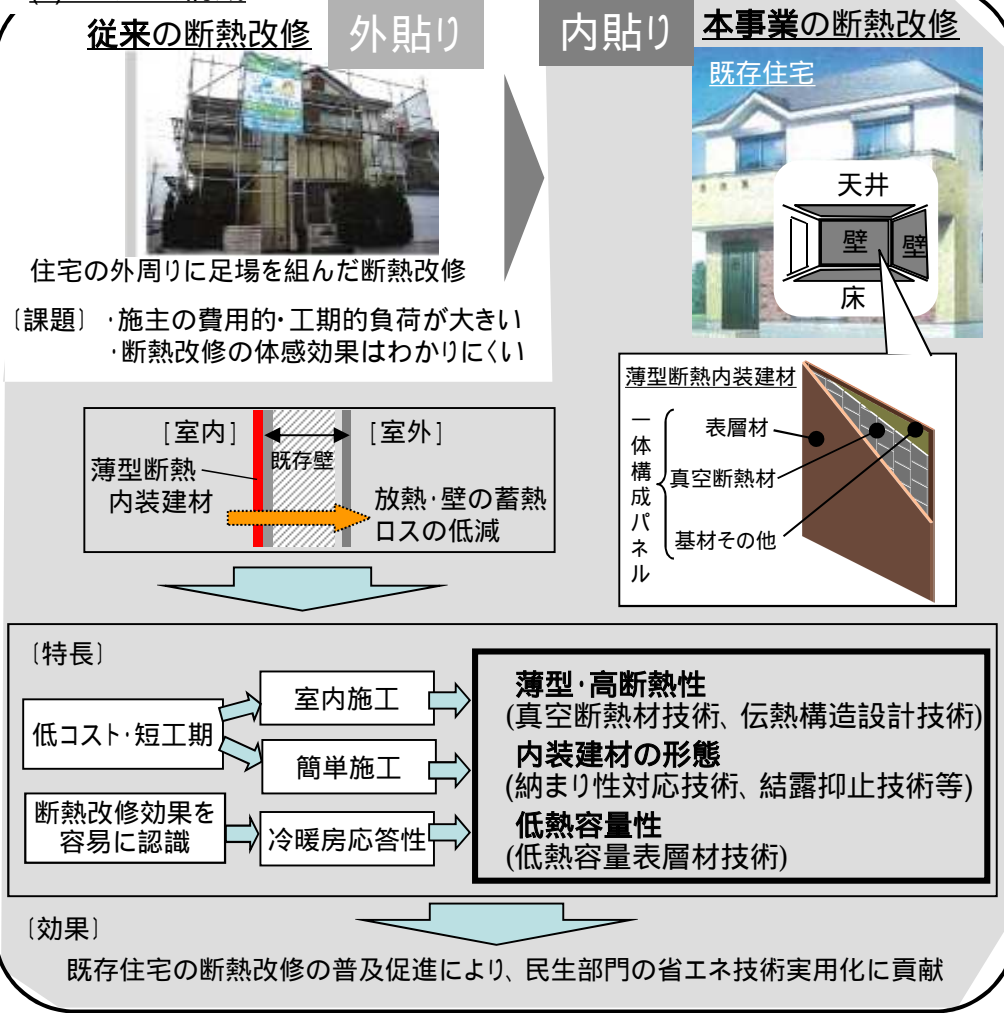 従来の断熱改修
外貼り
内貼り
本事業の断熱改修
既存住宅
天井
壁
壁
床
住宅の外周りに足場を組んだ断熱改修
〔課題〕・施主の費用的・工期的負荷が大きい
・断熱改修の体感効果はわかりにくい
薄型断熱内装建材
一体構成パネル
表層材
真空断熱材
基材その他
[室内]
[室外]
既存壁
薄型断熱
内装建材
放熱・壁の蓄熱
ロスの低減
〔特長〕
低コスト・短工期
室内施工
簡単施工
断熱改修効果を
容易に認識
冷暖房応答性
薄型・高断熱性
(真空断熱材技術、伝熱構造設計技術)
内装建材の形態
(納まり性対応技術、結露抑止技術等)
低熱容量性
(低熱容量表層材技術)
〔効果〕
既存住宅の断熱改修の普及促進により、民生部門の省エネ技術実用化に貢献